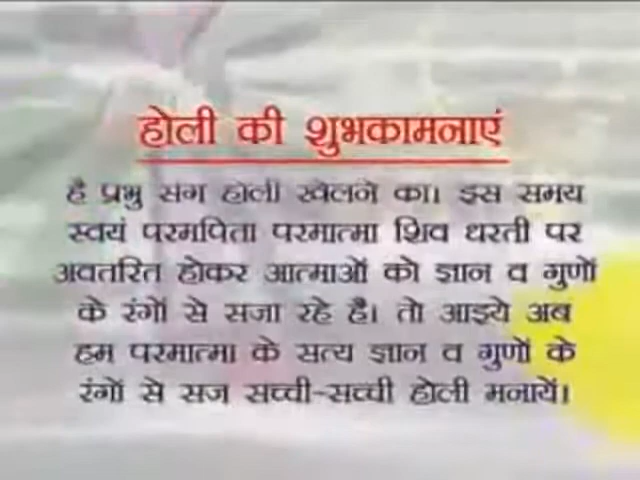 होली की शुभकामनाएं
है प्रभु संग होली खेलने का। इस समय
स्वयं परमपिता परमात्मा शिव धरती पर
अवतरित होकर आत्माओं को ज्ञान व गुणों
के रंगों से सजा रहे हैं। तो आइये अब
हम परमात्मा के सत्य ज्ञान व गुणों के
रंगों से सज सच्ची-सच्ची होली मनायें।